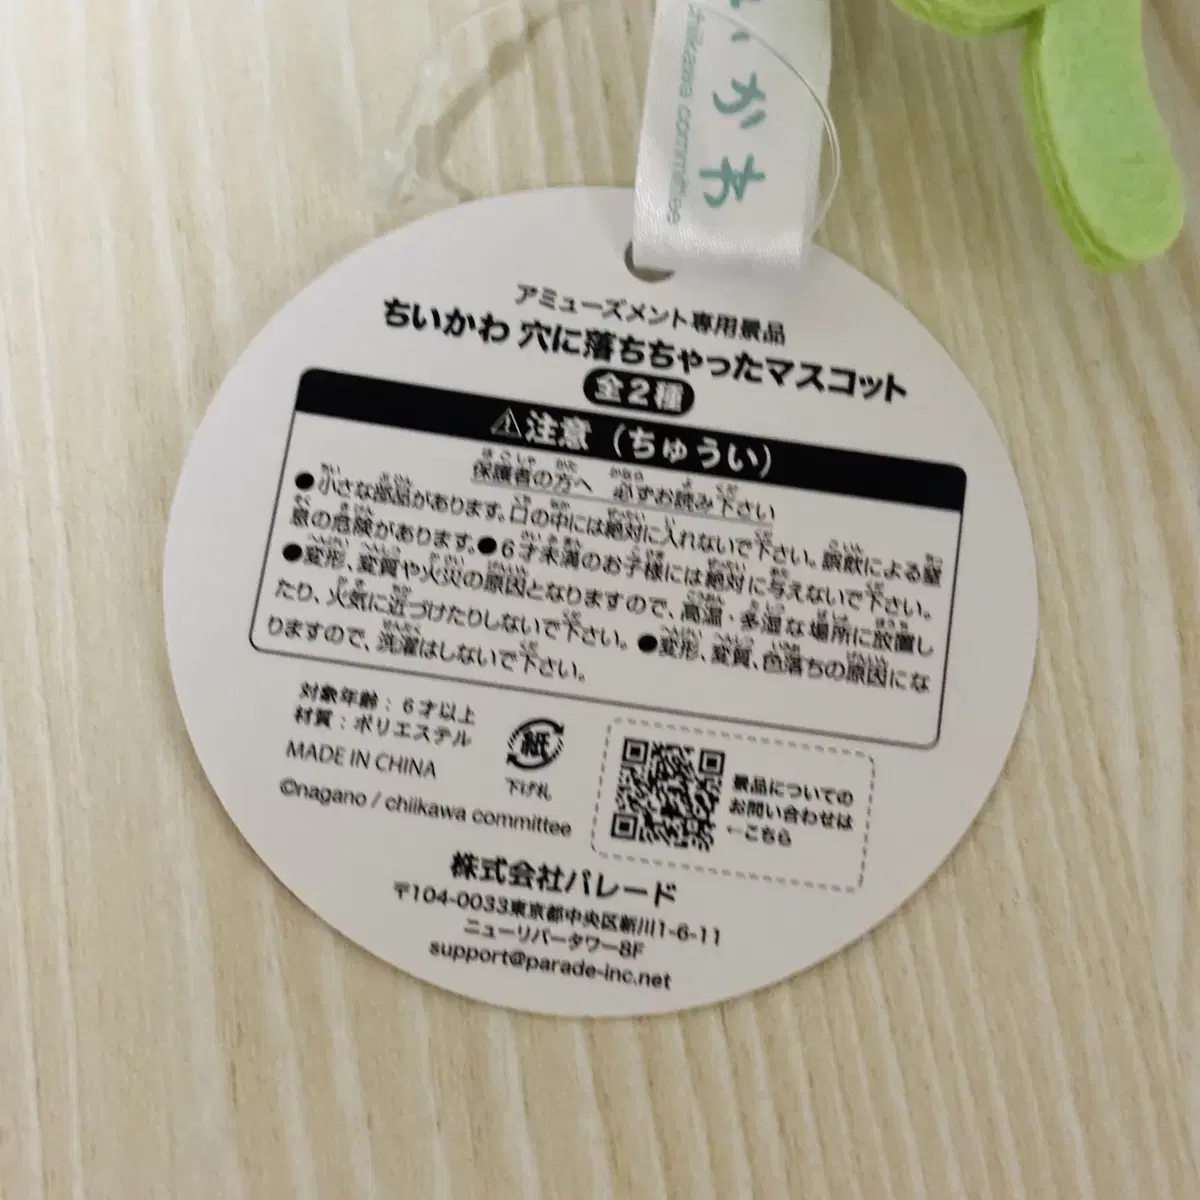 いかわ
chiikawa committee
アミューズメント専用景品
ちいかわ 穴に落ちちゃったマスコット
全2種
⚠注意（ちゅうい）
保護者の方へ 必ずお読み下さい
●小さな部品があります。口の中には絶対に入れないで下さい。誤飲による窒
息の危険があります。●6才未満のお子様には絶対に与えないで下さい。
●変形、変質や火災の原因となりますので、高温・多湿な場所に放置し
たり、火気に近づけたりしないで下さい。●変形、変質、色落ちの原因にな
りますので、洗濯はしないで下さい。
対象年齢：6才以上
材質：ポリエステル
MADE IN CHINA
©nagano / chiikawa committee
紙
下げ札
景品についての
お問い合わせは
←こちら
株式会社パレード
〒104-0033東京都中央区新川1-6-11
ニューリバータワー8F
support@parade-inc.net